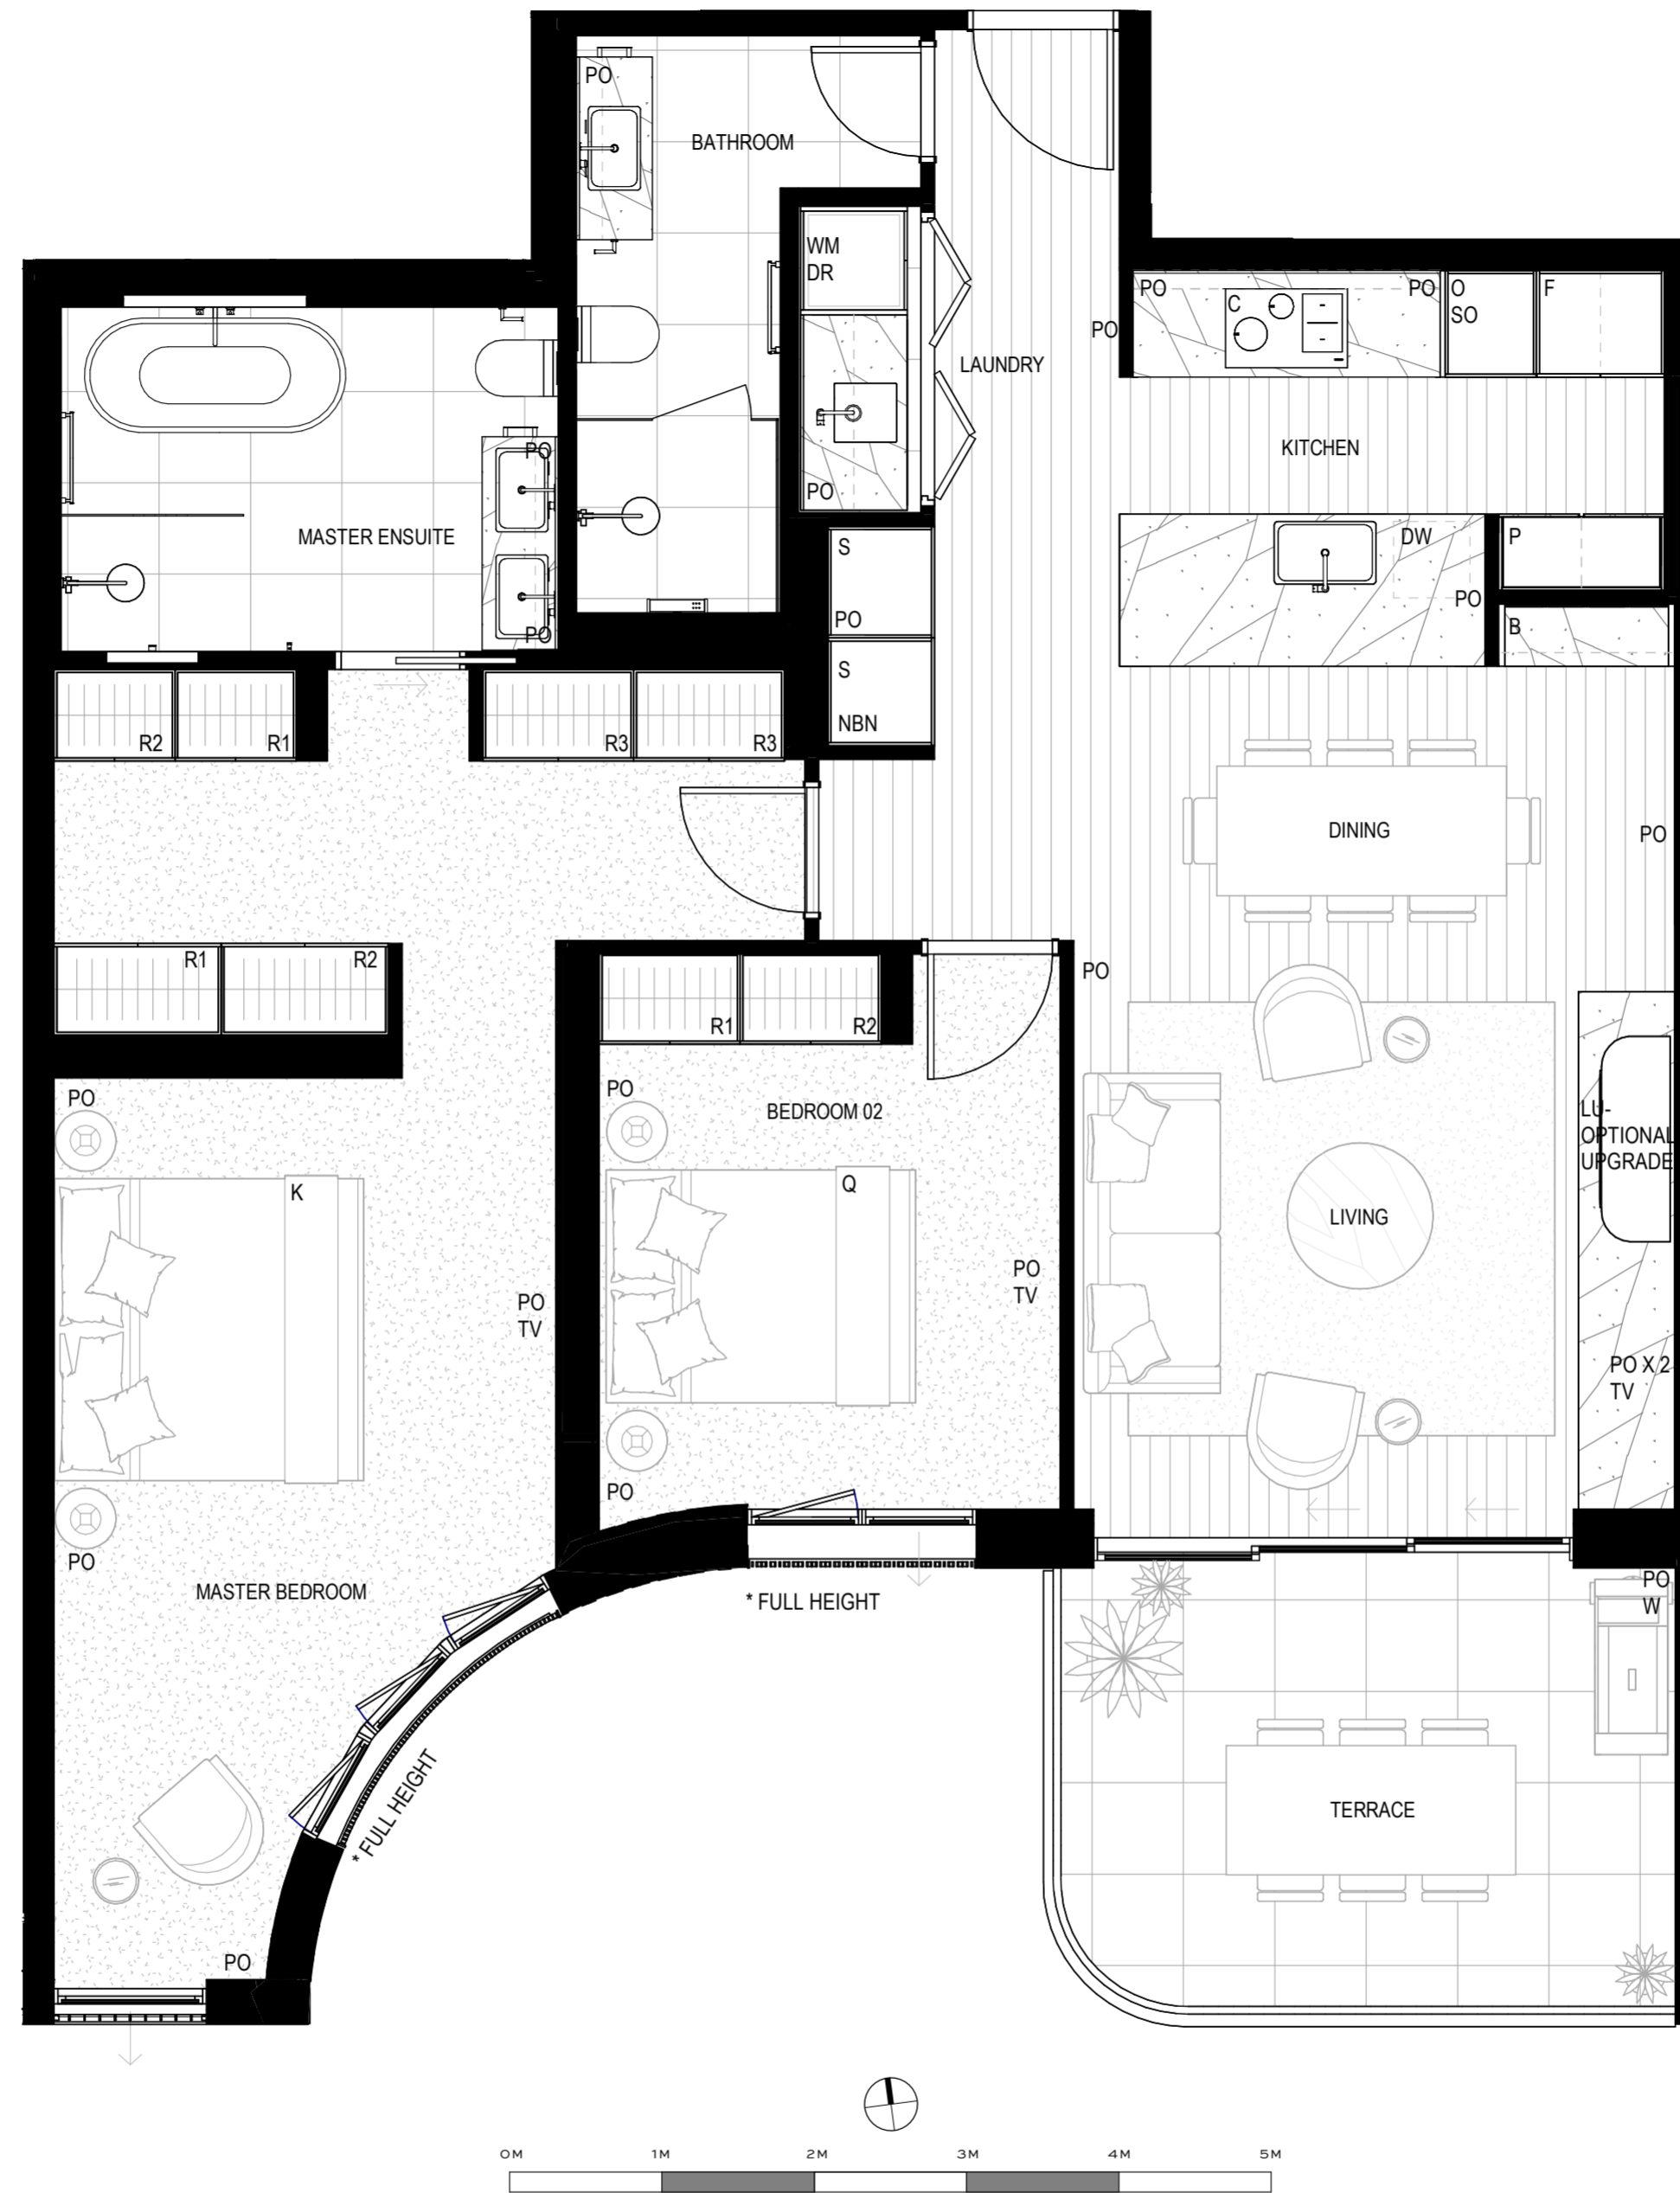 PO
BATHROOM
WM
DR
PO
C
PO
O
SO
F
PO
LAUNDRY
KITCHEN
PO
MASTER ENSUITE
PO
PO
S
PO
S
NBN
DW
PO
P
B
R2
R1
R3
R3
DINING
PO
R1
R2
R1
R2
PO
PO
K
PO
TV
PO
MASTER BEDROOM
PO
PO
BEDROOM 02
Q
PO
TV
PO
LU-
OPTIONAL
UPGRADE
LIVING
PO X 2
TV
* FULL HEIGHT
* FULL HEIGHT
PO
W
TERRACE
0M 1M 2M 3M 4M 5M